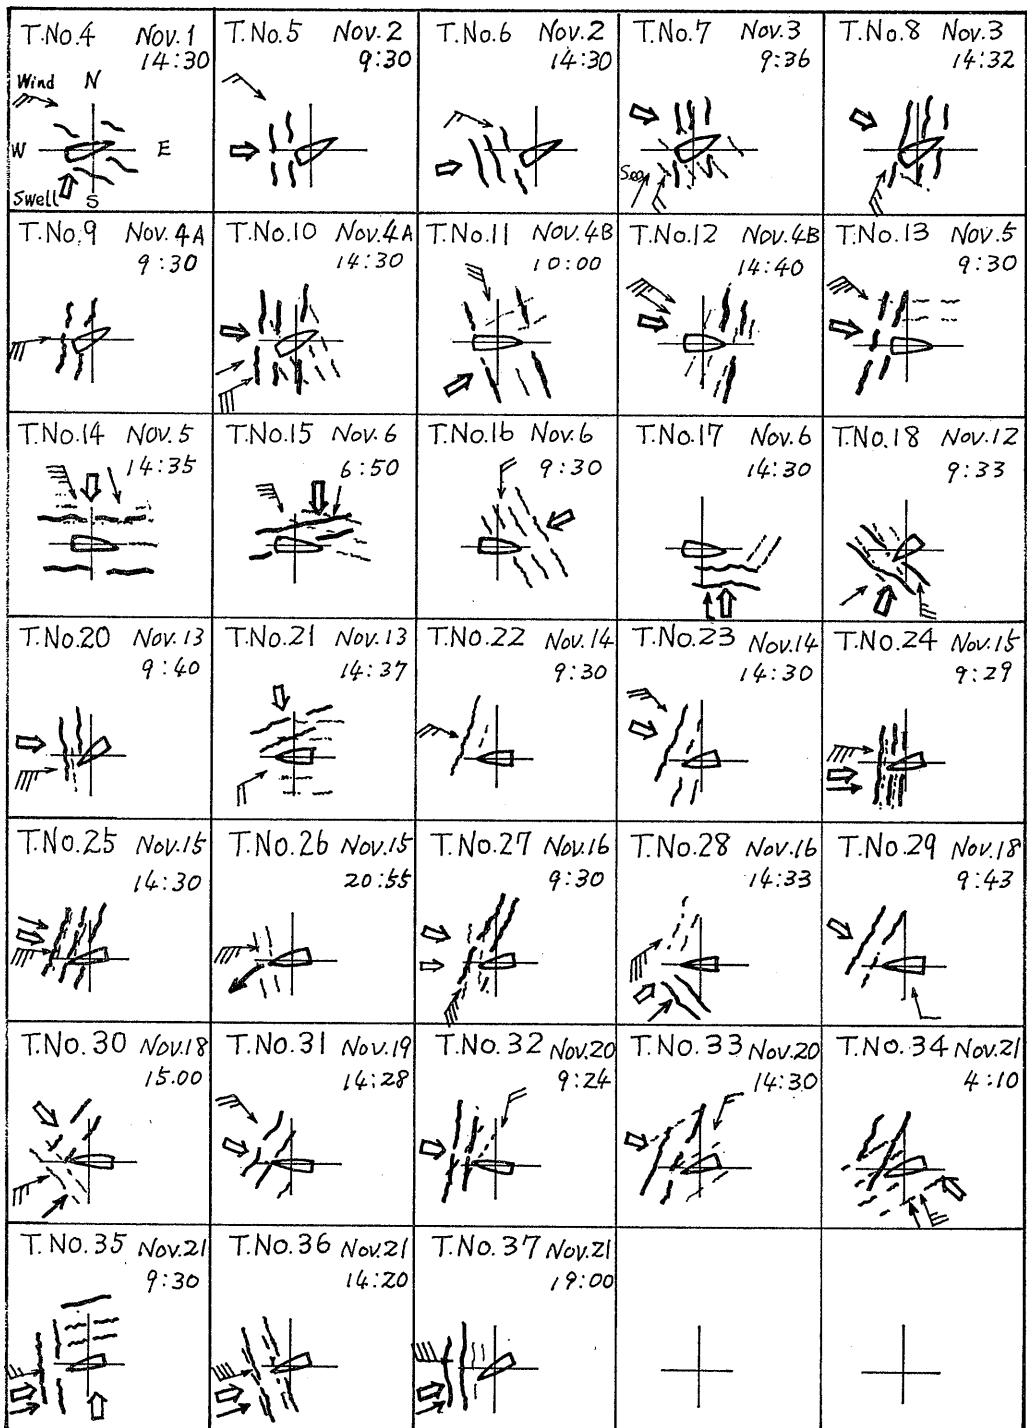 T.No.4 Nov.1
14:30
Wind N
W E
Swell S
T.No.5 Nov.2
9:30
T.No.6 Nov.2
14:30
T.No.7 Nov.3
9:36
Sea
T.No.8 Nov.3
14:32
T.No.9 Nov.4A
9:30
T.No.10 Nov.4A
14:30
T.No.11 Nov.4B
10:00
T.No.12 Nov.4B
14:40
T.No.13 Nov.5
9:30
T.No.14 Nov.5
14:35
T.No.15 Nov.6
6:50
T.No.16 Nov.6
9:30
T.No.17 Nov.6
14:30
T.No.18 Nov.12
9:33
T.No.20 Nov.13
9:40
T.No.21 Nov.13
14:37
T.No.22 Nov.14
9:30
T.No.23 Nov.14
14:30
T.No.24 Nov.15
9:29
T.No.25 Nov.15
14:30
T.No.26 Nov.15
20:55
T.No.27 Nov.16
9:30
T.No.28 Nov.16
14:33
T.No.29 Nov.18
9:43
T.No.30 Nov.18
15.00
T.No.31 Nov.19
14:28
T.No.32 Nov.20
9:24
T.No.33 Nov.20
14:30
T.No.34 Nov.21
4:10
T.No.35 Nov.21
9:30
T.No.36 Nov.21
14:20
T.No.37 Nov.21
19:00